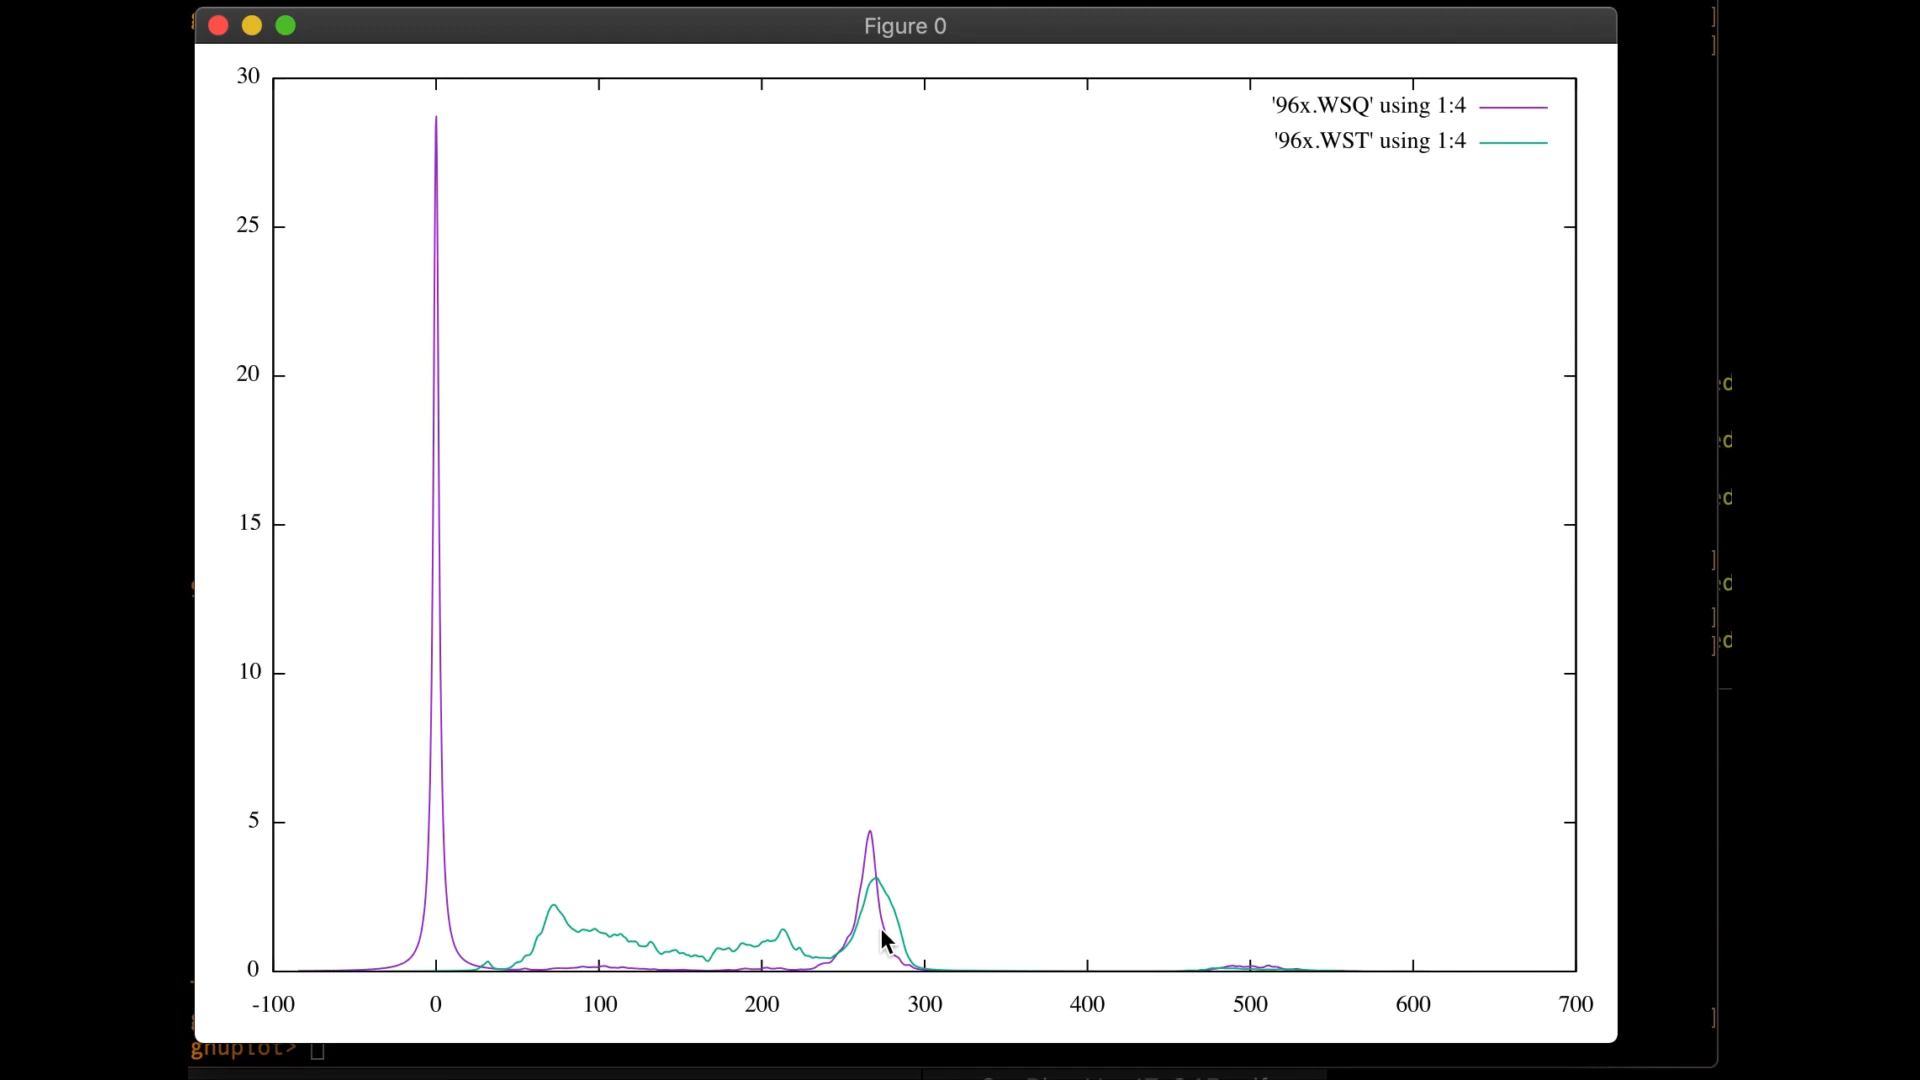 Figure 0
30
'96x.WSQ' using 1:4
'96x.WST' using 1:4
25
20
15
10
5
0
-100 0 100 200 300 400 500 600 700
gnuplot>